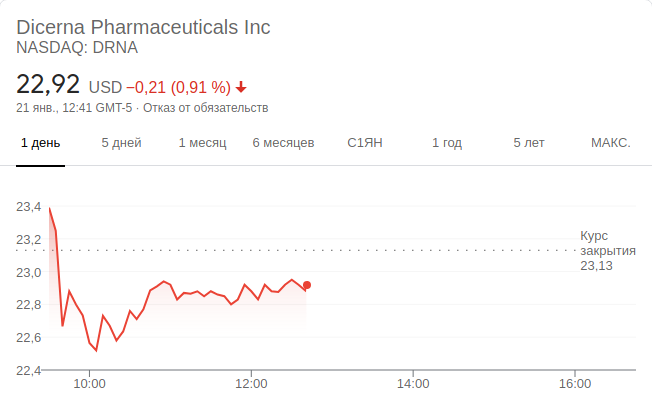 Dicerna Pharmaceuticals Inc
NASDAQ: DRNA
22,92 USD −0,21 (0,91 %)
21 янв., 12:41 GMT-5 · Отказ от обязательств
1 день 5 дней 1 месяц 6 месяцев С1ЯН 1 год 5 лет МАКС.
23,4
Курс
23,2
закрытия
23,13
23,0
22,8
22,6
22,4
10:00 12:00 14:00 16:00